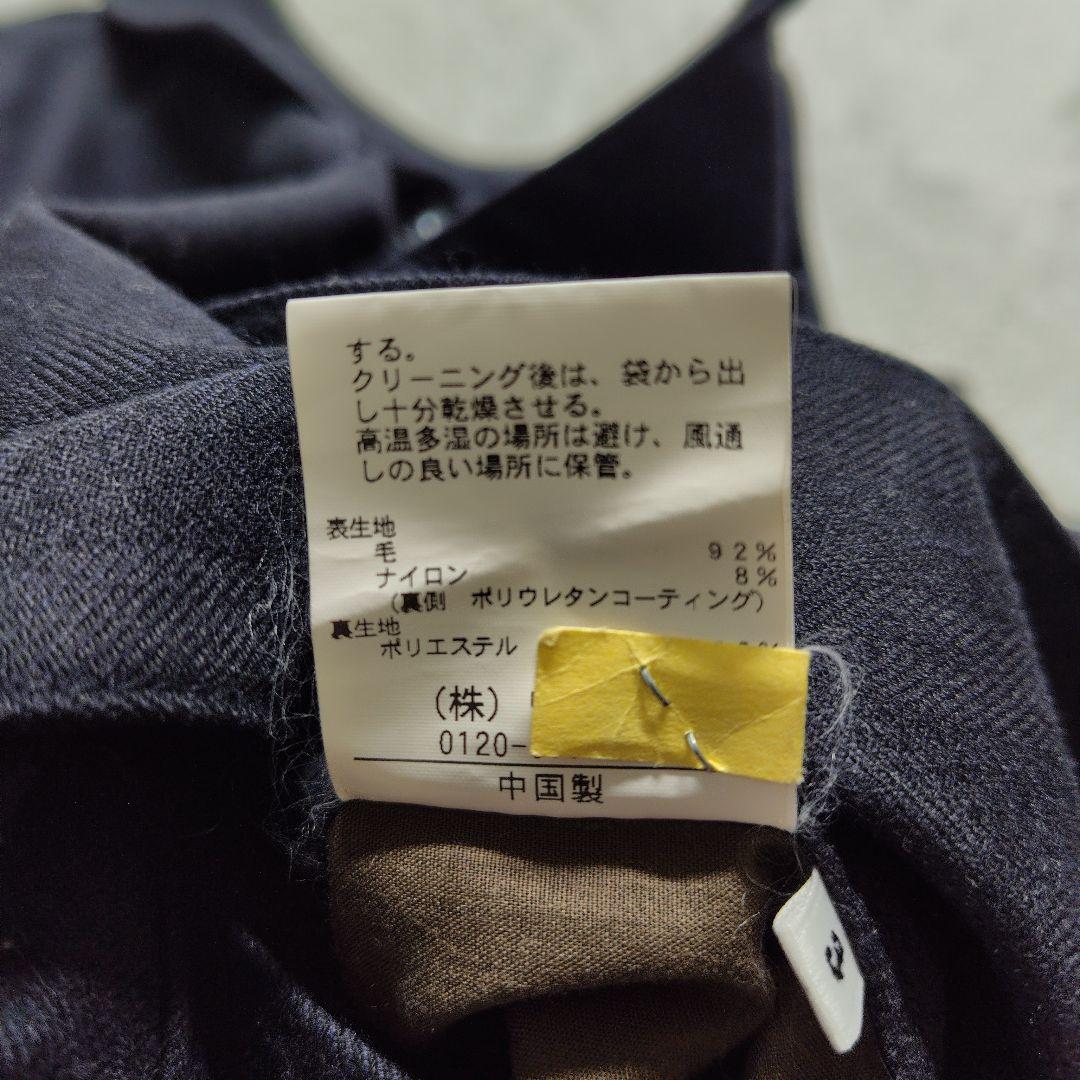 する。
クリーニング後は、袋から出
し十分乾燥させる。
高温多湿の場所は避け、風通
しの良い場所に保管。
表生地
毛 92%
ナイロン 8%
(裏側 ポリウレタンコーティング)
裏生地
ポリエステル
(株)
0120-
中国製
3